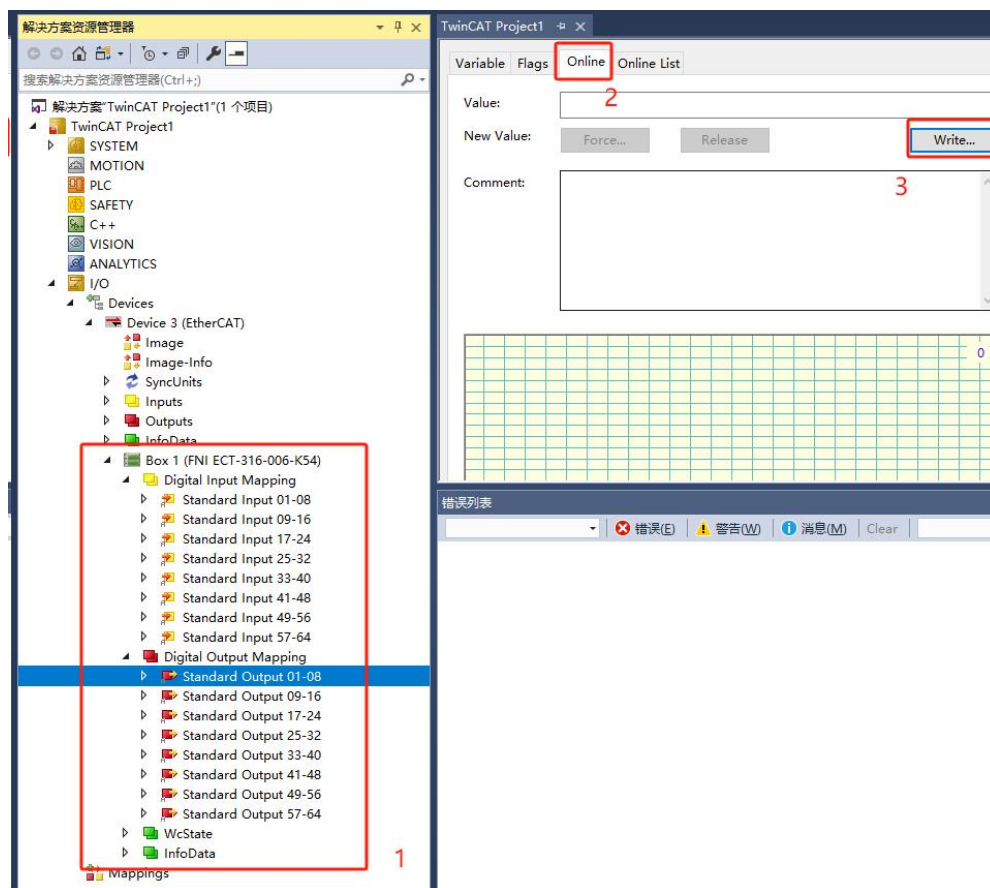 解决方案资源管理器
搜索解决方案资源管理器(Ctrl+;)
解决方案"TwinCAT Project1"(1 个项目)
TwinCAT Project1
SYSTEM
MOTION
PLC
SAFETY
C++
VISION
ANALYTICS
I/O
Devices
Device 3 (EtherCAT)
Image
Image-Info
SyncUnits
Inputs
Outputs
InfoData
Box 1 (FNI ECT-316-006-K54)
Digital Input Mapping
Standard Input 01-08
Standard Input 09-16
Standard Input 17-24
Standard Input 25-32
Standard Input 33-40
Standard Input 41-48
Standard Input 49-56
Standard Input 57-64
Digital Output Mapping
Standard Output 01-08
Standard Output 09-16
Standard Output 17-24
Standard Output 25-32
Standard Output 33-40
Standard Output 41-48
Standard Output 49-56
Standard Output 57-64
WcState
InfoData
1
Mappings
TwinCAT Project1
Variable Flags Online Online List
2
Value:
New Value: Force... Release Write...
3
Comment:
0
错误列表
错误(E) 警告(W) 消息(M) Clear